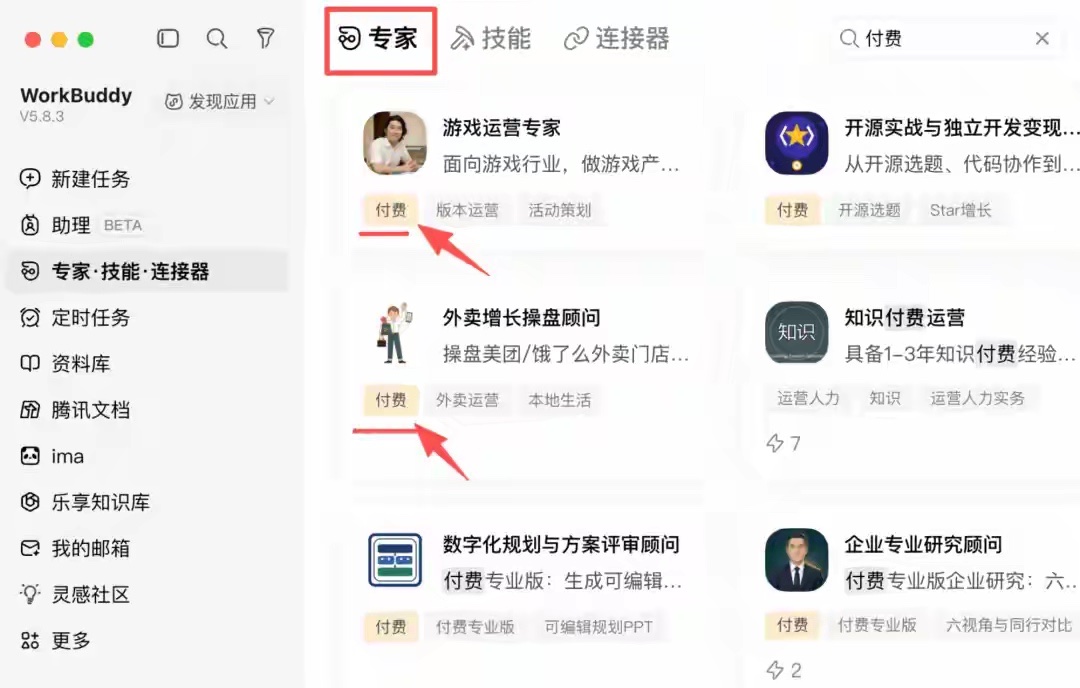 专家 技能 连接器 付费
WorkBuddy
V5.8.3
发现应用
新建任务
助理 BETA
专家·技能·连接器
定时任务
资料库
腾讯文档
ima
乐享知识库
我的邮箱
灵感社区
更多
游戏运营专家
面向游戏行业，做游戏产...
付费 版本运营 活动策划
开源实战与独立开发变现...
从开源选题、代码协作到...
付费 开源选题 Star增长
外卖增长操盘顾问
操盘美团/饿了么外卖门店...
付费 外卖运营 本地生活
知识
知识付费运营
具备1-3年知识付费经验...
运营人力 知识 运营人力实务
7
数字化规划与方案评审顾问
付费专业版：生成可编辑...
付费 付费专业版 可编辑规划PPT
企业专业研究顾问
付费专业版企业研究：六...
付费 付费专业版 六视角与同行对比
2